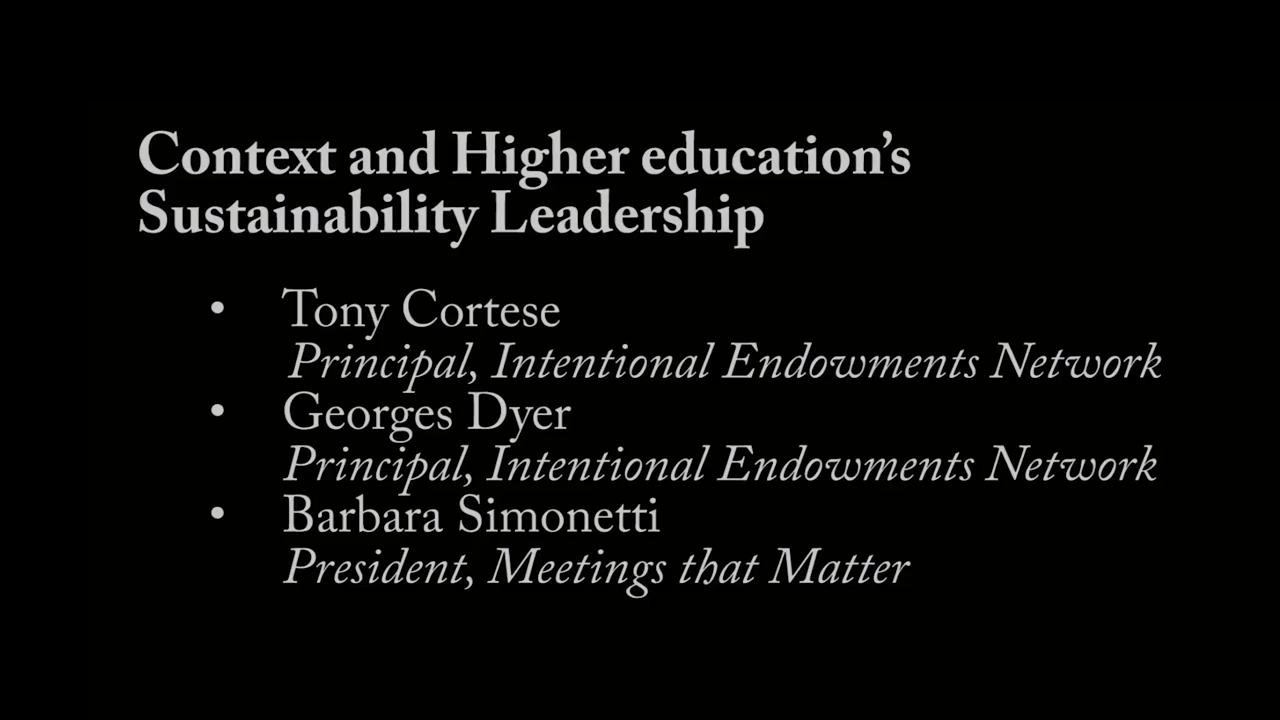 Context and Higher education’s
Sustainability Leadership
• Tony Cortese
Principal, Intentional Endowments Network
• Georges Dyer
Principal, Intentional Endowments Network
• Barbara Simonetti
President, Meetings that Matter